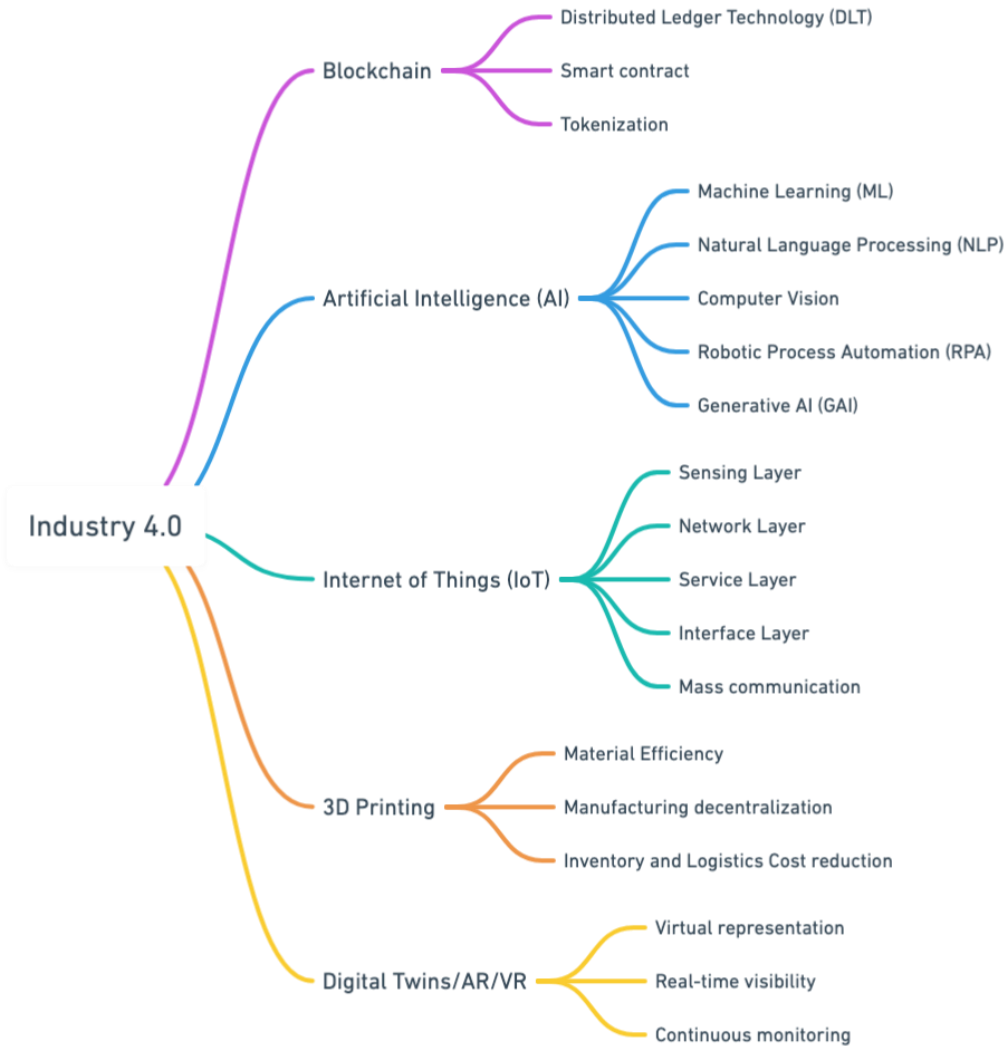 Industry 4.0
Blockchain
Distributed Ledger Technology (DLT)
Smart contract
Tokenization
Artificial Intelligence (AI)
Machine Learning (ML)
Natural Language Processing (NLP)
Computer Vision
Robotic Process Automation (RPA)
Generative AI (GAI)
Internet of Things (IoT)
Sensing Layer
Network Layer
Service Layer
Interface Layer
Mass communication
3D Printing
Material Efficiency
Manufacturing decentralization
Inventory and Logistics Cost reduction
Digital Twins/AR/VR
Virtual representation
Real-time visibility
Continuous monitoring